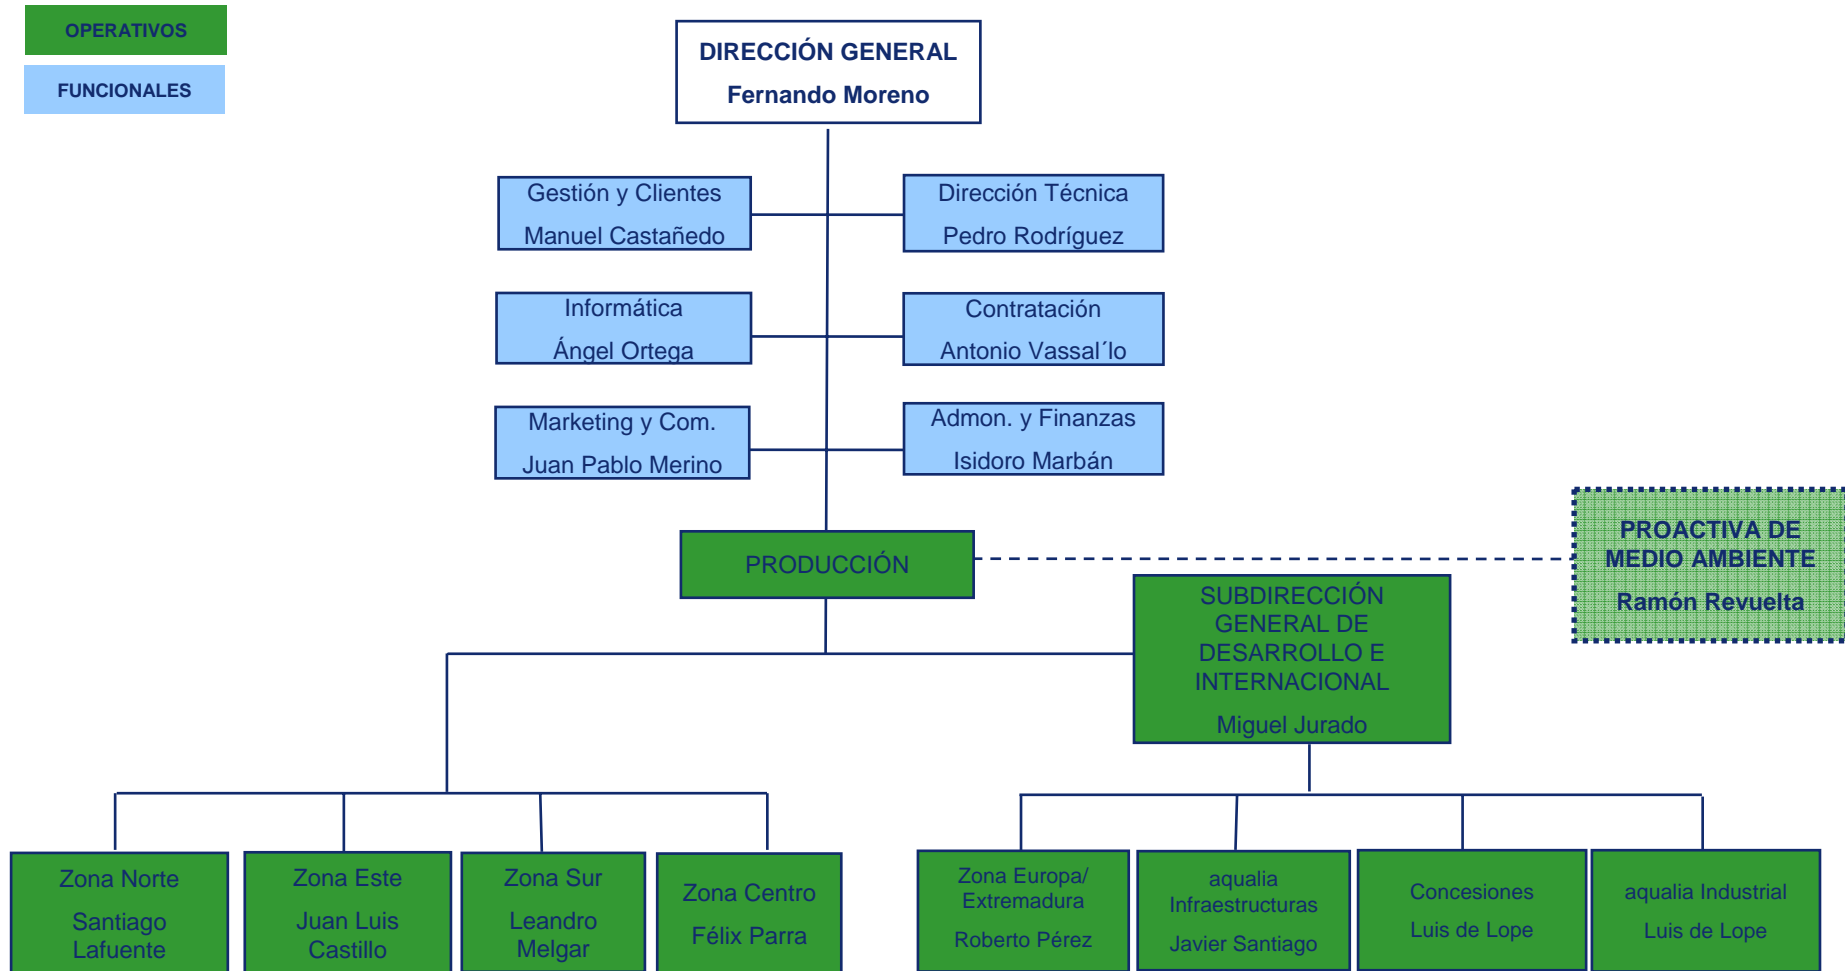 OPERATIVOS
FUNCIONALES
DIRECCIÓN GENERAL
Fernando Moreno
Gestión y Clientes
Manuel Castañedo
Dirección Técnica
Pedro Rodríguez
Informática
Ángel Ortega
Contratación
Antonio Vassal´lo
Marketing y Com.
Juan Pablo Merino
Admon. y Finanzas
Isidoro Marbán
PRODUCCIÓN
PROACTIVA DE
MEDIO AMBIENTE
Ramón Revuelta
SUBDIRECCIÓN
GENERAL DE
DESARROLLO E
INTERNACIONAL
Miguel Jurado
Zona Norte
Santiago
Lafuente
Zona Este
Juan Luis
Castillo
Zona Sur
Leandro
Melgar
Zona Centro
Félix Parra
Zona Europa/
Extremadura
Roberto Pérez
aqualia
Infraestructuras
Javier Santiago
Concesiones
Luis de Lope
aqualia Industrial
Luis de Lope